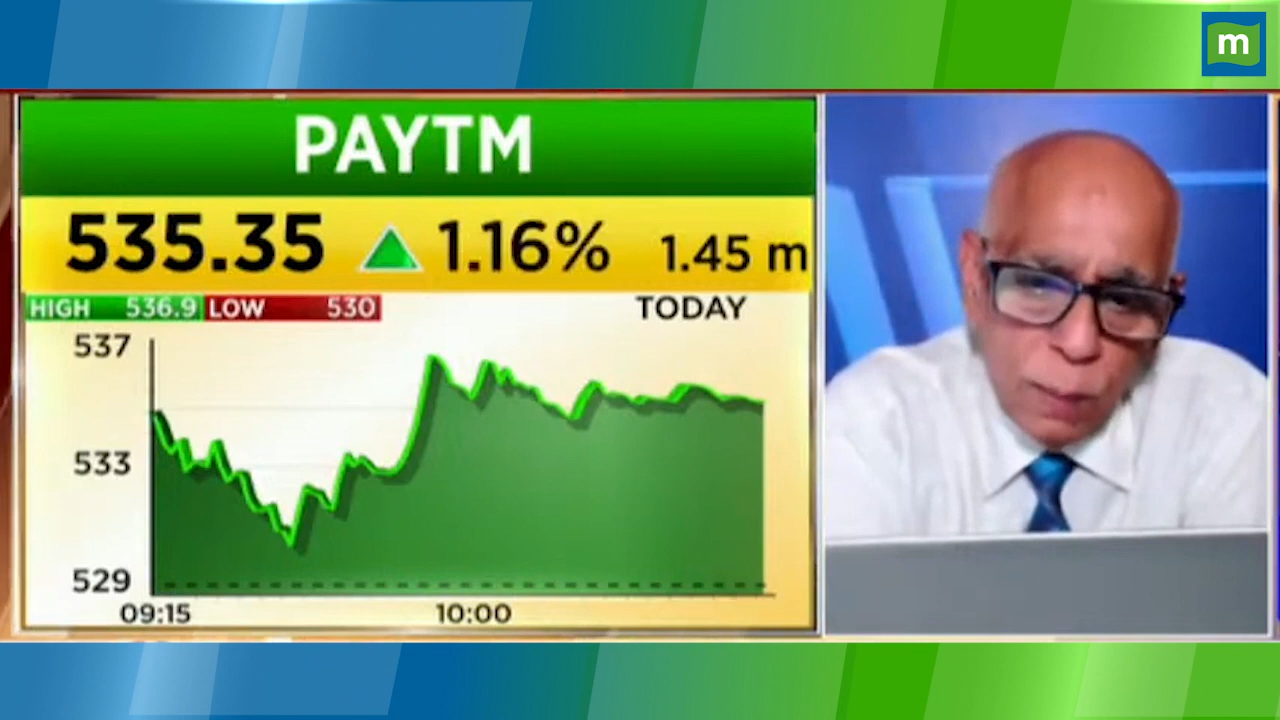 m
PAYTM
535.35 ▲ 1.16% 1.45 m
HIGH 536.9 LOW 530 TODAY
537
533
529
09:15 10:00